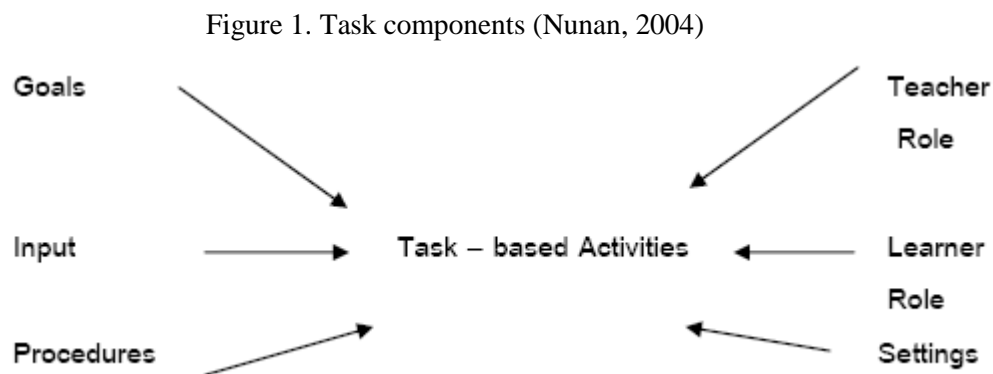 Figure 1. Task components (Nunan, 2004)
Goals
Teacher
Role
Input
Task – based Activities
Learner
Role
Procedures
Settings